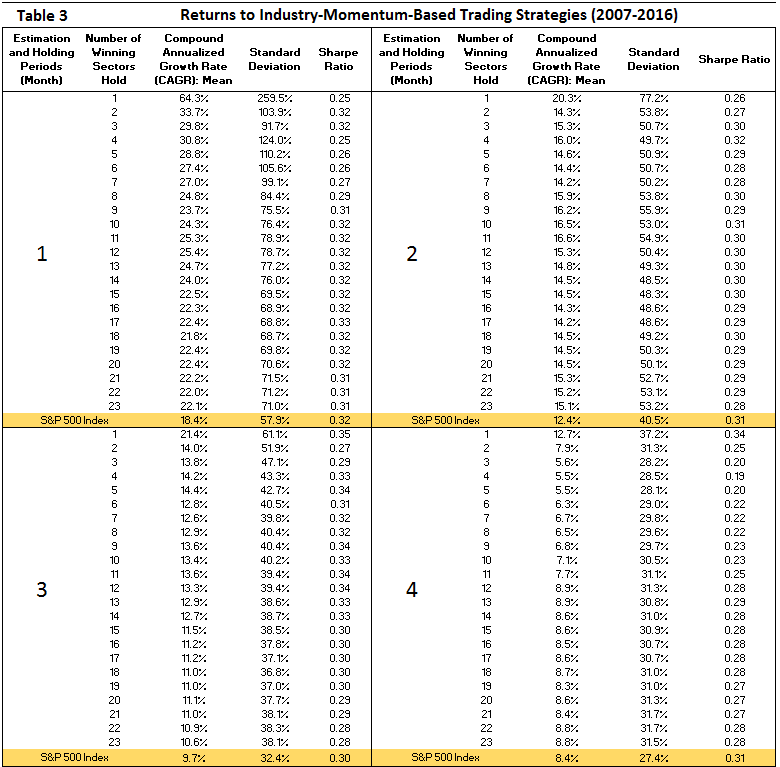 Table 3 Returns to Industry-Momentum-Based Trading Strategies (2007-2016)
Estimation and Holding Periods (Month) Number of Winning Sectors Hold Compound Annualized Growth Rate (CAGR): Mean Standard Deviation Sharpe Ratio
1
1 64.3% 259.5% 0.25
2 33.7% 103.9% 0.32
3 29.8% 91.7% 0.32
4 30.8% 124.0% 0.25
5 28.8% 110.2% 0.26
6 27.4% 105.6% 0.26
7 27.0% 99.1% 0.27
8 24.8% 84.4% 0.29
9 23.7% 75.5% 0.31
10 24.3% 76.4% 0.32
11 25.3% 78.9% 0.32
12 25.4% 78.7% 0.32
13 24.7% 77.2% 0.32
14 24.0% 76.0% 0.32
15 22.5% 69.5% 0.32
16 22.3% 68.9% 0.32
17 22.4% 68.8% 0.33
18 21.8% 68.7% 0.32
19 22.4% 69.8% 0.32
20 22.4% 70.6% 0.32
21 22.2% 71.5% 0.31
22 22.0% 71.2% 0.31
23 22.1% 71.0% 0.31
S&P 500 Index 18.4% 57.9% 0.32
Estimation and Holding Periods (Month) Number of Winning Sectors Hold Compound Annualized Growth Rate (CAGR): Mean Standard Deviation Sharpe Ratio
2
1 20.3% 77.2% 0.26
2 14.3% 53.8% 0.27
3 15.3% 50.7% 0.30
4 16.0% 49.7% 0.32
5 14.6% 50.9% 0.29
6 14.4% 50.7% 0.28
7 14.2% 50.2% 0.28
8 15.9% 53.8% 0.30
9 16.2% 55.9% 0.29
10 16.5% 53.0% 0.31
11 16.6% 54.9% 0.30
12 15.3% 50.4% 0.30
13 14.8% 49.3% 0.30
14 14.5% 48.5% 0.30
15 14.5% 48.3% 0.30
16 14.3% 48.6% 0.29
17 14.2% 48.6% 0.29
18 14.5% 49.2% 0.30
19 14.5% 50.3% 0.29
20 14.5% 50.1% 0.29
21 15.3% 52.7% 0.29
22 15.2% 53.1% 0.29
23 15.1% 53.2% 0.28
S&P 500 Index 12.4% 40.5% 0.31
3
1 21.4% 61.1% 0.35
2 14.0% 51.9% 0.27
3 13.8% 47.1% 0.29
4 14.2% 43.3% 0.33
5 14.4% 42.7% 0.34
6 12.8% 40.5% 0.31
7 12.6% 39.8% 0.32
8 12.9% 40.4% 0.32
9 13.6% 40.4% 0.34
10 13.4% 40.2% 0.33
11 13.6% 39.4% 0.34
12 13.3% 39.4% 0.34
13 12.9% 38.6% 0.33
14 12.7% 38.7% 0.33
15 11.5% 38.5% 0.30
16 11.2% 37.8% 0.30
17 11.2% 37.1% 0.30
18 11.0% 36.8% 0.30
19 11.0% 37.0% 0.30
20 11.1% 37.7% 0.29
21 11.0% 38.1% 0.29
22 10.9% 38.3% 0.28
23 10.6% 38.1% 0.28
S&P 500 Index 9.7% 32.4% 0.30
4
1 12.7% 37.2% 0.34
2 7.9% 31.3% 0.25
3 5.6% 28.2% 0.20
4 5.5% 28.5% 0.19
5 5.5% 28.1% 0.20
6 6.3% 29.0% 0.22
7 6.7% 29.8% 0.22
8 6.5% 29.6% 0.22
9 6.8% 29.7% 0.23
10 7.1% 30.5% 0.23
11 7.7% 31.1% 0.25
12 8.9% 31.3% 0.28
13 8.9% 30.8% 0.29
14 8.6% 31.0% 0.28
15 8.6% 30.9% 0.28
16 8.5% 30.7% 0.28
17 8.6% 30.7% 0.28
18 8.7% 31.0% 0.28
19 8.3% 31.0% 0.27
20 8.6% 31.3% 0.27
21 8.4% 31.7% 0.27
22 8.8% 31.7% 0.28
23 8.8% 31.5% 0.28
S&P 500 Index 8.4% 27.4% 0.31